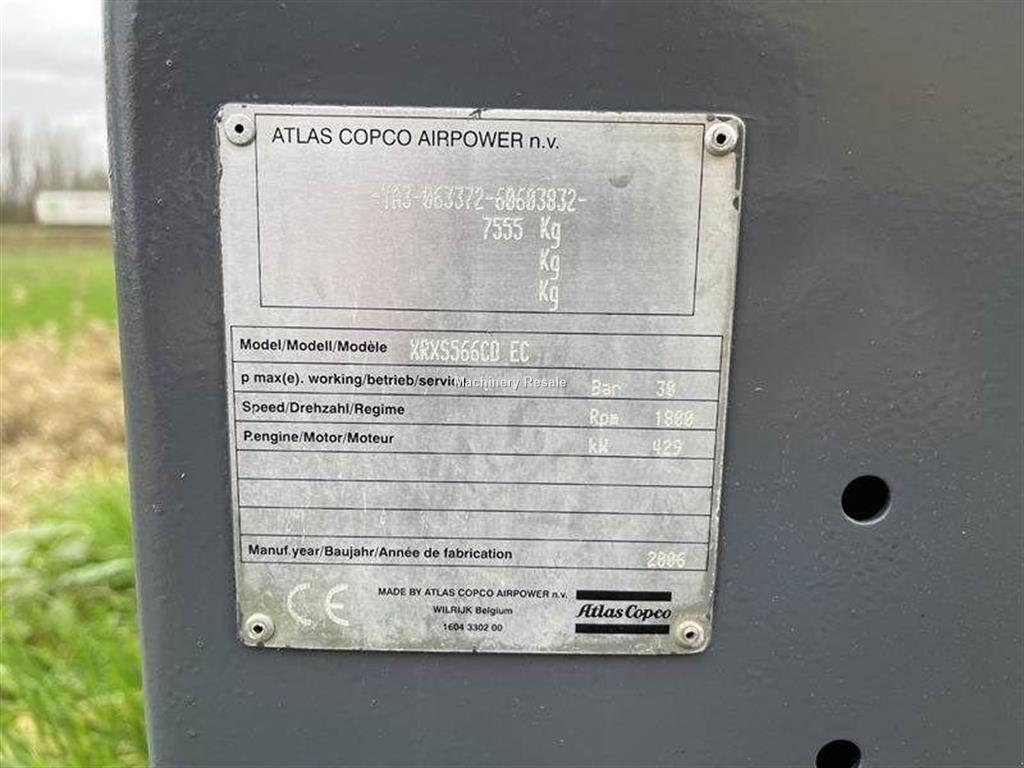 ATLAS COPCO AIRPOWER n.v.
-YA3-063372-60603832-
7555 Kg
Kg
Kg
Model/Modell/Modèle XRXS566CD EC
p max(e). working/betrieb/servic Bar 30
Machinery Resale
Speed/Drehzahl/Regime Rpm 1800
P.engine/Motor/Moteur kW 429
Manuf.year/Baujahr/Année de fabrication 2006
CE
MADE BY ATLAS COPCO AIRPOWER n.v.
WILRIJK Belgium
1604 3302 00
Atlas Copco